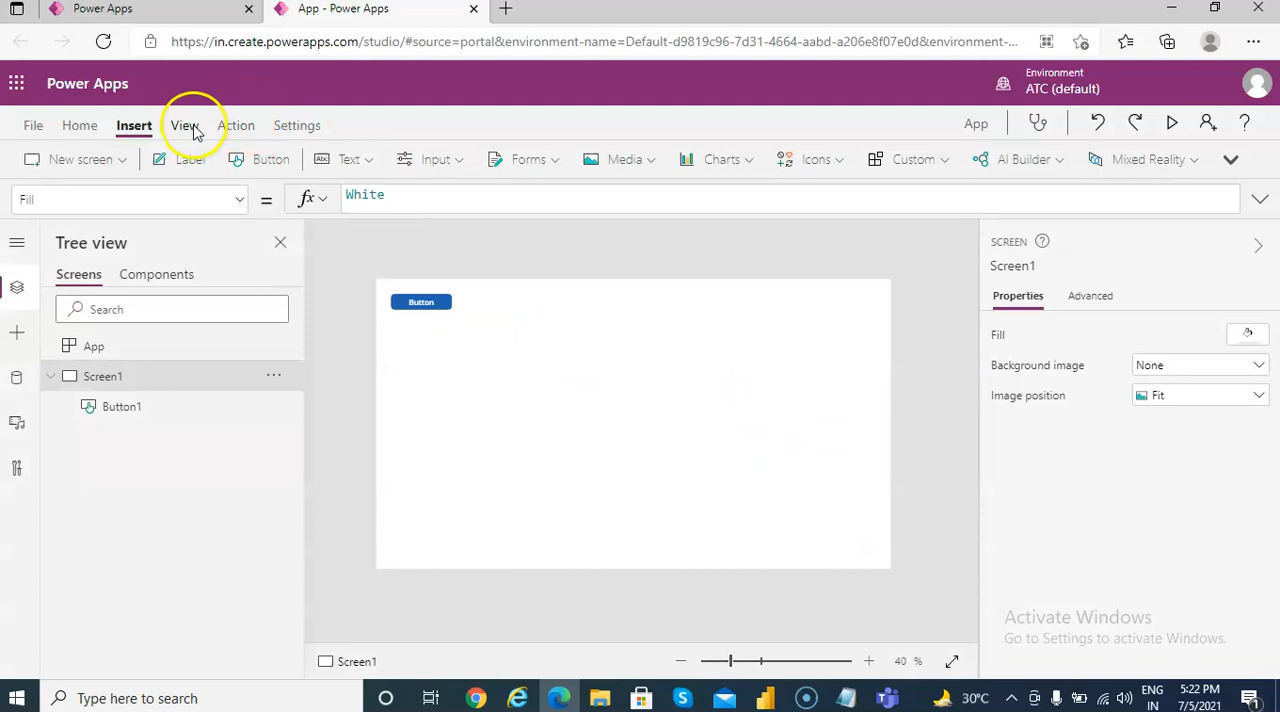 Power Apps
App - Power Apps
https://in.create.powerapps.com/studio/#source=portal&environment-name=Default-d9819c96-7d31-4664-aabd-a206e8f07e0d&environment-...
Power Apps
Environment
ATC (default)
File Home Insert View Action Settings App
New screen Label Button Text Input Forms Media Charts Icons Custom AI Builder Mixed Reality
Fill = fx White
Tree view
Screens Components
Search
App
Screen1
Button1
Button
SCREEN
Screen1
Properties Advanced
Fill
Background image None
Image position Fit
Activate Windows
Go to Settings to activate Windows.
Screen1 40 %
Type here to search
30°C
ENG
IN
5:22 PM
7/5/2021
1